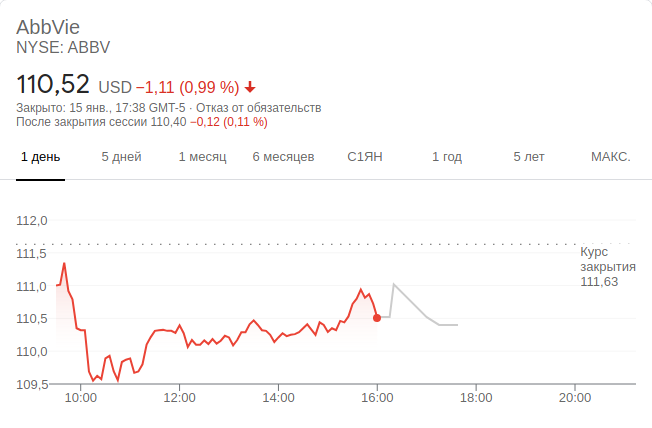 AbbVie
NYSE: ABBV
110,52 USD −1,11 (0,99 %)
Закрыто: 15 янв., 17:38 GMT-5 · Отказ от обязательств
После закрытия сессии 110,40 −0,12 (0,11 %)
1 день 5 дней 1 месяц 6 месяцев С1ЯН 1 год 5 лет МАКС.
112,0
111,5
111,0
110,5
110,0
109,5
Курс
закрытия
111,63
10:00 12:00 14:00 16:00 18:00 20:00